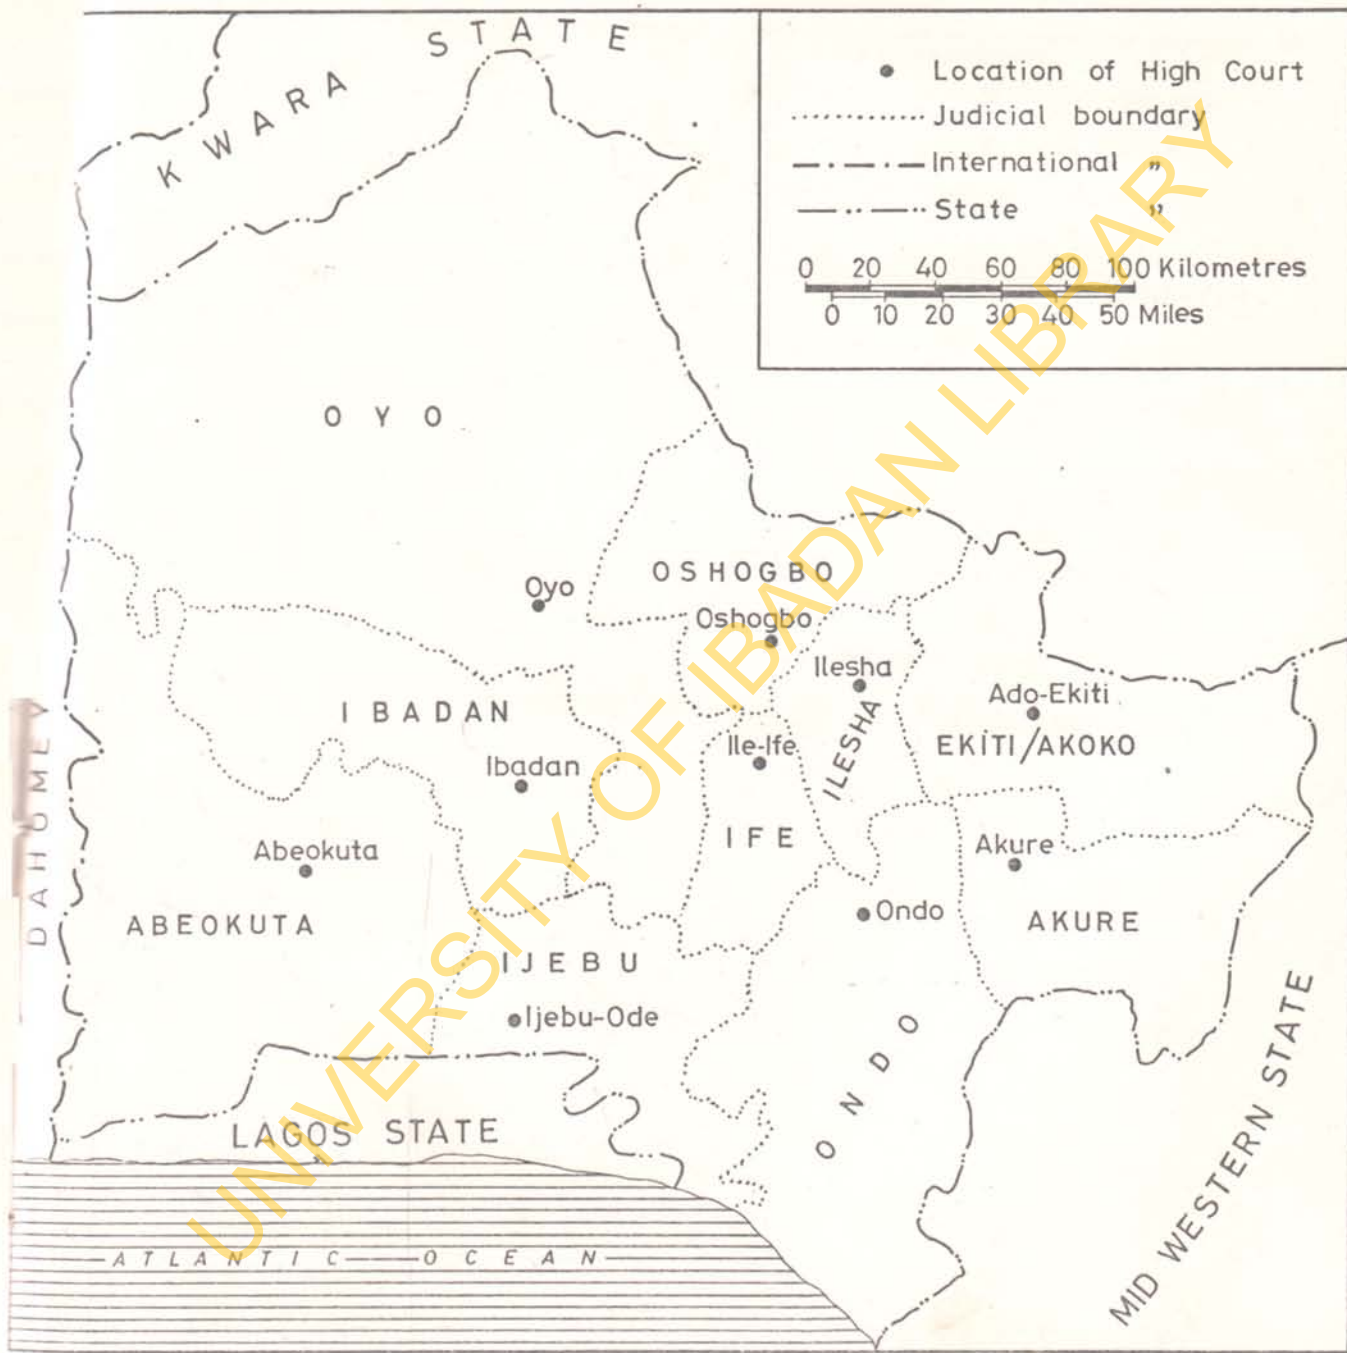 KWARA STATE
Location of High Court
Judicial boundary
International "
State "
0 20 40 60 80 100 Kilometres
0 10 20 30 40 50 Miles
OYO
OSHOGBO
Oyo
Oshogbo
Ilesha
Ado-Ekiti
IBADAN
Ile-Ife
ILESHA
EKITI/AKOKO
Ibadan
DAHOMEY
IFE
Abeokuta
Akure
Ondo
ABEOKUTA
AKURE
IJEBU
Ijebu-Ode
ONDO
LAGOS STATE
MID WESTERN STATE
ATLANTIC OCEAN
UNIVERSITY OF IBADAN LIBRARY